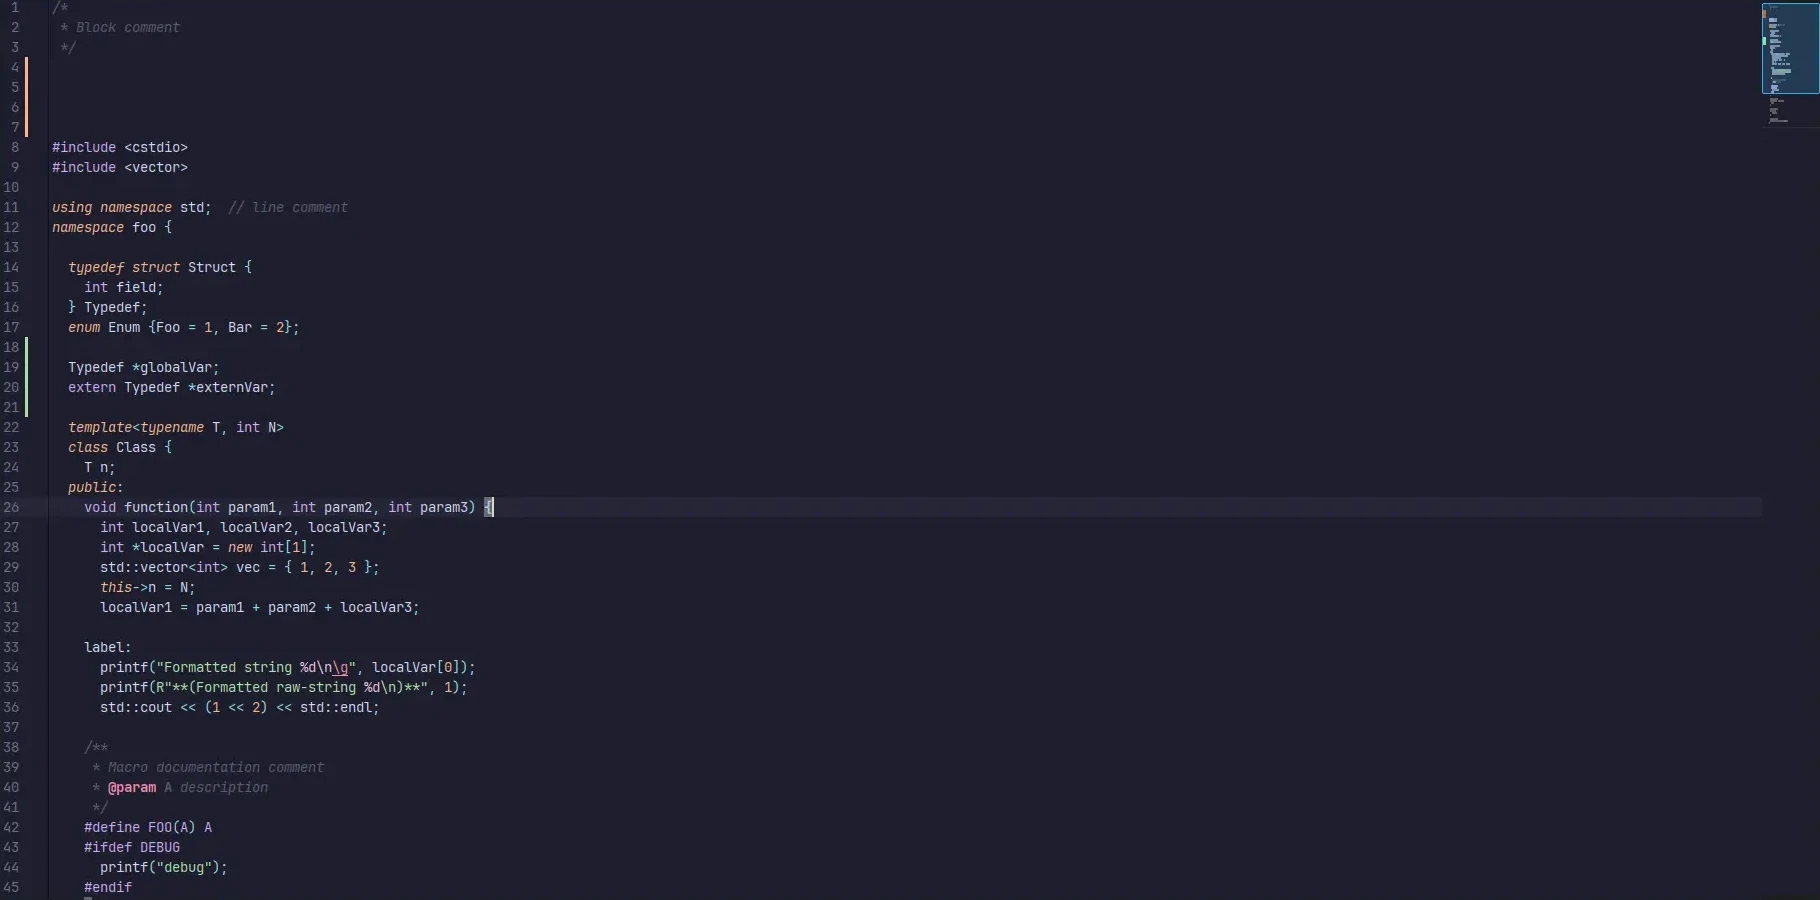 1 /*
2  * Block comment
3  */
4
5
6
7
8 #include <cstdio>
9 #include <vector>
10
11 using namespace std;  // line comment
12 namespace foo {
13
14   typedef struct Struct {
15     int field;
16   } Typedef;
17   enum Enum {Foo = 1, Bar = 2};
18
19   Typedef *globalVar;
20   extern Typedef *externVar;
21
22   template<typename T, int N>
23   class Class {
24     T n;
25   public:
26     void function(int param1, int param2, int param3) {
27       int localVar1, localVar2, localVar3;
28       int *localVar = new int[1];
29       std::vector<int> vec = { 1, 2, 3 };
30       this->n = N;
31       localVar1 = param1 + param2 + localVar3;
32
33     label:
34       printf("Formatted string %d\n\g", localVar[0]);
35       printf(R"**(Formatted raw-string %d\n)**", 1);
36       std::cout << (1 << 2) << std::endl;
37
38     /**
39      * Macro documentation comment
40      * @param A description
41      */
42     #define FOO(A) A
43     #ifdef DEBUG
44       printf("debug");
45     #endif